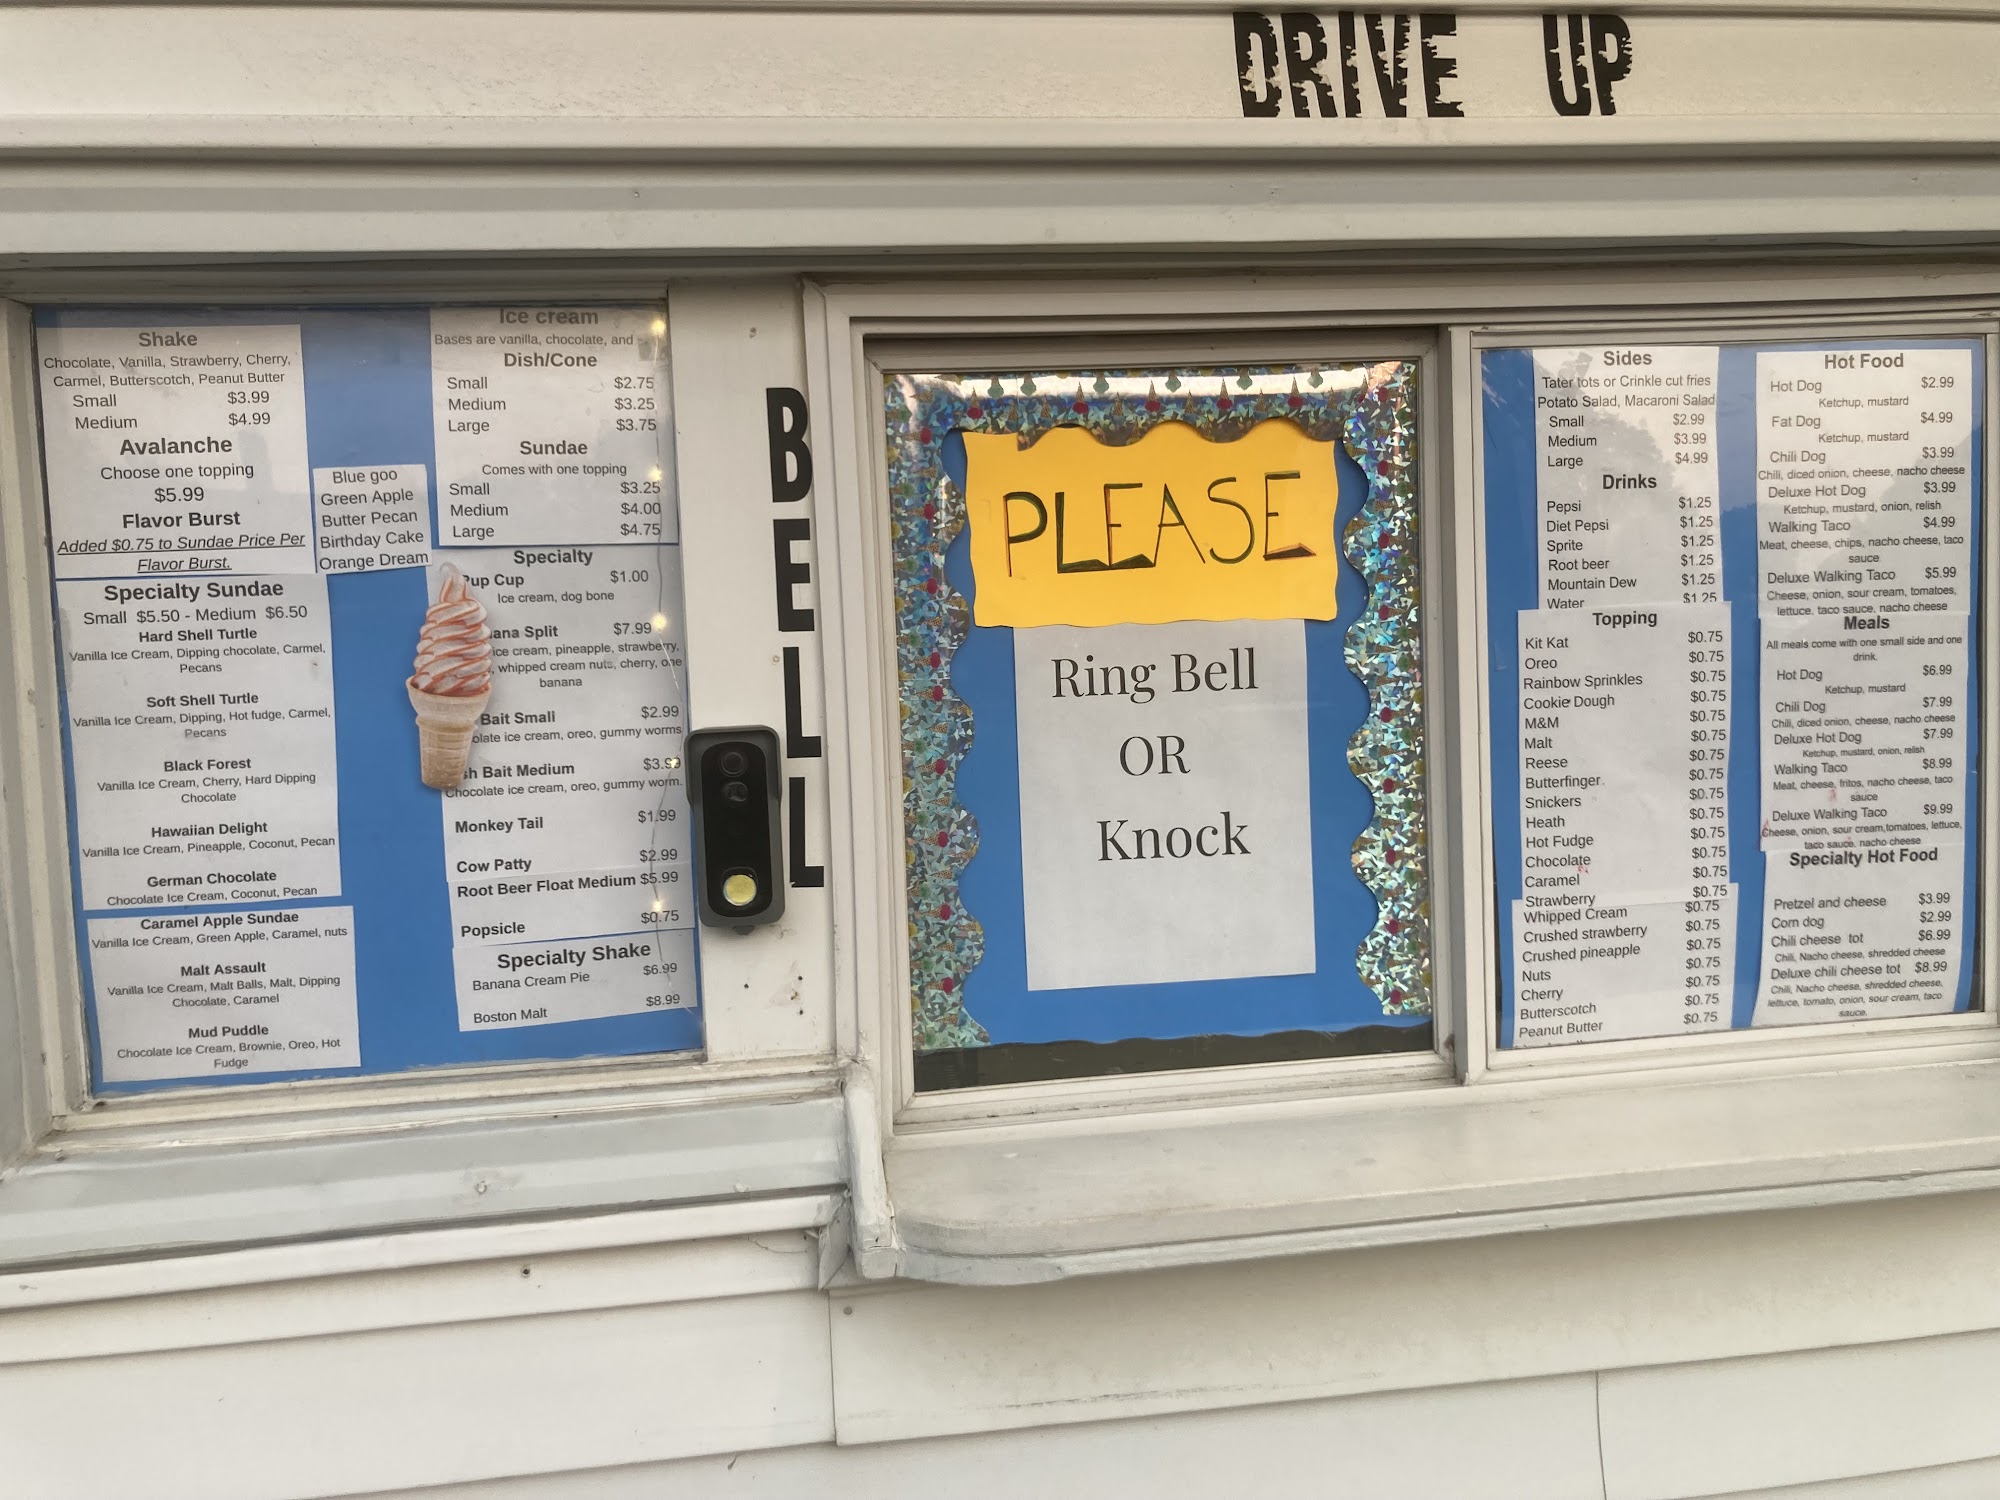 DRIVE UP
Shake
Chocolate, Vanilla, Strawberry, Cherry,
Carmel, Butterscotch, Peanut Butter
Small $3.99
Medium $4.99
Avalanche
Choose one topping
$5.99
Flavor Burst
Added $0.75 to Sundae Price Per
Flavor Burst.
Blue goo
Green Apple
Butter Pecan
Birthday Cake
Orange Dream
Specialty Sundae
Small $5.50 - Medium $6.50
Hard Shell Turtle
Vanilla Ice Cream, Dipping chocolate, Carmel,
Pecans
Soft Shell Turtle
Vanilla Ice Cream, Dipping, Hot fudge, Carmel,
Pecans
Black Forest
Vanilla Ice Cream, Cherry, Hard Dipping
Chocolate
Hawaiian Delight
Vanilla Ice Cream, Pineapple, Coconut, Pecan
German Chocolate
Chocolate Ice Cream, Coconut, Pecan
Caramel Apple Sundae
Vanilla Ice Cream, Green Apple, Caramel, nuts
Malt Assault
Vanilla Ice Cream, Malt Balls, Malt, Dipping
Chocolate, Caramel
Mud Puddle
Chocolate Ice Cream, Brownie, Oreo, Hot
Fudge
Ice cream
Bases are vanilla, chocolate, and
Dish/Cone
Small $2.75
Medium $3.25
Large $3.75
Sundae
Comes with one topping
Small $3.25
Medium $4.00
Large $4.75
Specialty
Pup Cup $1.00
Ice cream, dog bone
Split $7.99
ice cream, pineapple, strawberry,
whipped cream nuts, cherry, one
banana
Bait Small $2.99
ice cream, oreo, gummy worms
Bait Medium $3.99
Chocolate ice cream, oreo, gummy worm.
Monkey Tail $1.99
Cow Patty $2.99
Root Beer Float Medium $5.99
Popsicle $0.75
Specialty Shake
Banana Cream Pie $6.99
Boston Malt $8.99
BELL
PLEASE
Ring Bell
OR
Knock
Sides
Tater tots or Crinkle cut fries
Potato Salad, Macaroni Salad
Small $2.99
Medium $3.99
Large $4.99
Drinks
Pepsi $1.25
Diet Pepsi $1.25
Sprite $1.25
Root beer $1.25
Mountain Dew $1.25
Water $1.25
Topping
Kit Kat $0.75
Oreo $0.75
Rainbow Sprinkles $0.75
Cookie Dough $0.75
M&M $0.75
Malt $0.75
Reese $0.75
Butterfinger $0.75
Snickers $0.75
Heath $0.75
Hot Fudge $0.75
Chocolate $0.75
Caramel $0.75
Strawberry $0.75
Whipped Cream $0.75
Crushed strawberry $0.75
Crushed pineapple $0.75
Nuts $0.75
Cherry $0.75
Butterscotch $0.75
Peanut Butter $0.75
Hot Food
Hot Dog $2.99
Ketchup, mustard
Fat Dog $4.99
Ketchup, mustard
Chili Dog $3.99
Chili, diced onion, cheese, nacho cheese
Deluxe Hot Dog $3.99
Ketchup, mustard, onion, relish
Walking Taco $4.99
Meat, cheese, chips, nacho cheese, taco
sauce
Deluxe Walking Taco $5.99
Cheese, onion, sour cream, tomatoes,
lettuce, taco sauce, nacho cheese
Meals
All meals come with one small side and one
drink.
Hot Dog $6.99
Ketchup, mustard
Chili Dog $7.99
Chili, diced onion, cheese, nacho cheese
Deluxe Hot Dog $7.99
Ketchup, mustard, onion, relish
Walking Taco $8.99
Meat, cheese, fritos, nacho cheese, taco
sauce
Deluxe Walking Taco $9.99
Cheese, onion, sour cream,tomatoes, lettuce,
taco sauce, nacho cheese
Specialty Hot Food
Pretzel and cheese $3.99
Corn dog $2.99
Chili cheese tot $6.99
Chili, Nacho cheese, shredded cheese
Deluxe chili cheese tot $8.99
Chili, Nacho cheese, shredded cheese,
lettuce, tomato, onion, sour cream, taco
sauce,